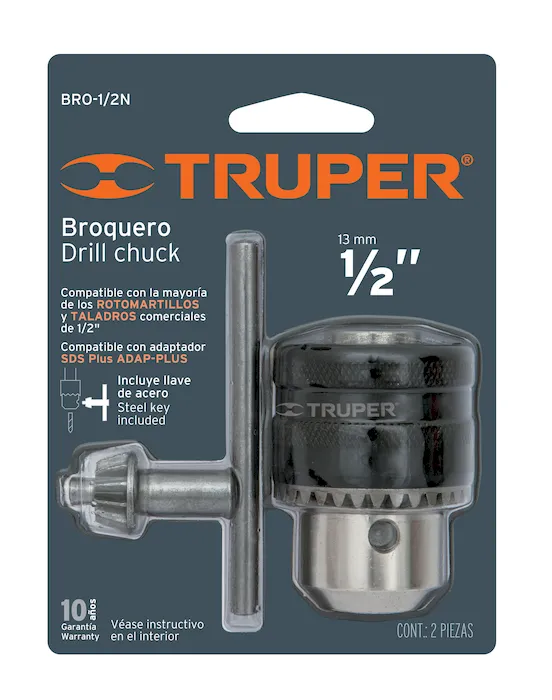 BRO-1/2N
TRUPER®
Broquero
Drill chuck
13 mm
1/2"
Compatible con la mayoría
de los ROTOMARTILLOS
y TALADROS comerciales
de 1/2"
Compatible con adaptador
SDS Plus ADAP-PLUS
Incluye llave
de acero
Steel key
included
TRUPER
10 años
Garantía
Warranty
Véase instructivo
en el interior
CONT.: 2 PIEZAS